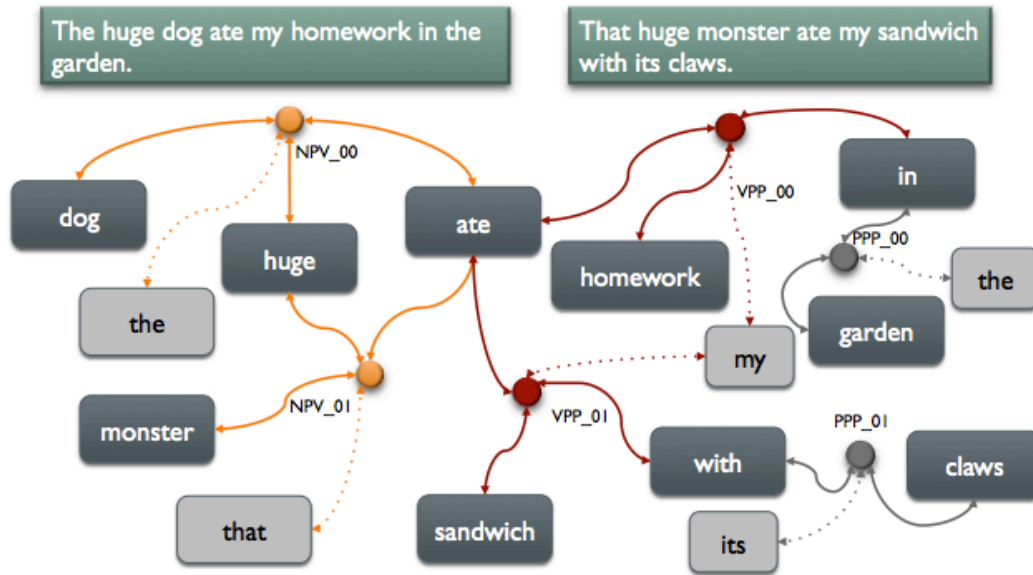 The huge dog ate my homework in the
garden.
That huge monster ate my sandwich
with its claws.
NPV_00
VPP_00
in
dog
ate
huge
homework
PPP_00
the
the
garden
my
monster
NPV_01
VPP_01
PPP_01
with
claws
that
sandwich
its